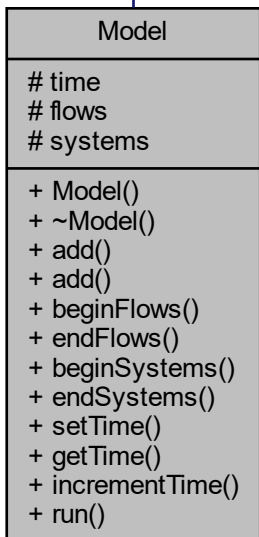 Model
# time
# flows
# systems
+ Model()
+ ~Model()
+ add()
+ add()
+ beginFlows()
+ endFlows()
+ beginSystems()
+ endSystems()
+ setTime()
+ getTime()
+ incrementTime()
+ run()